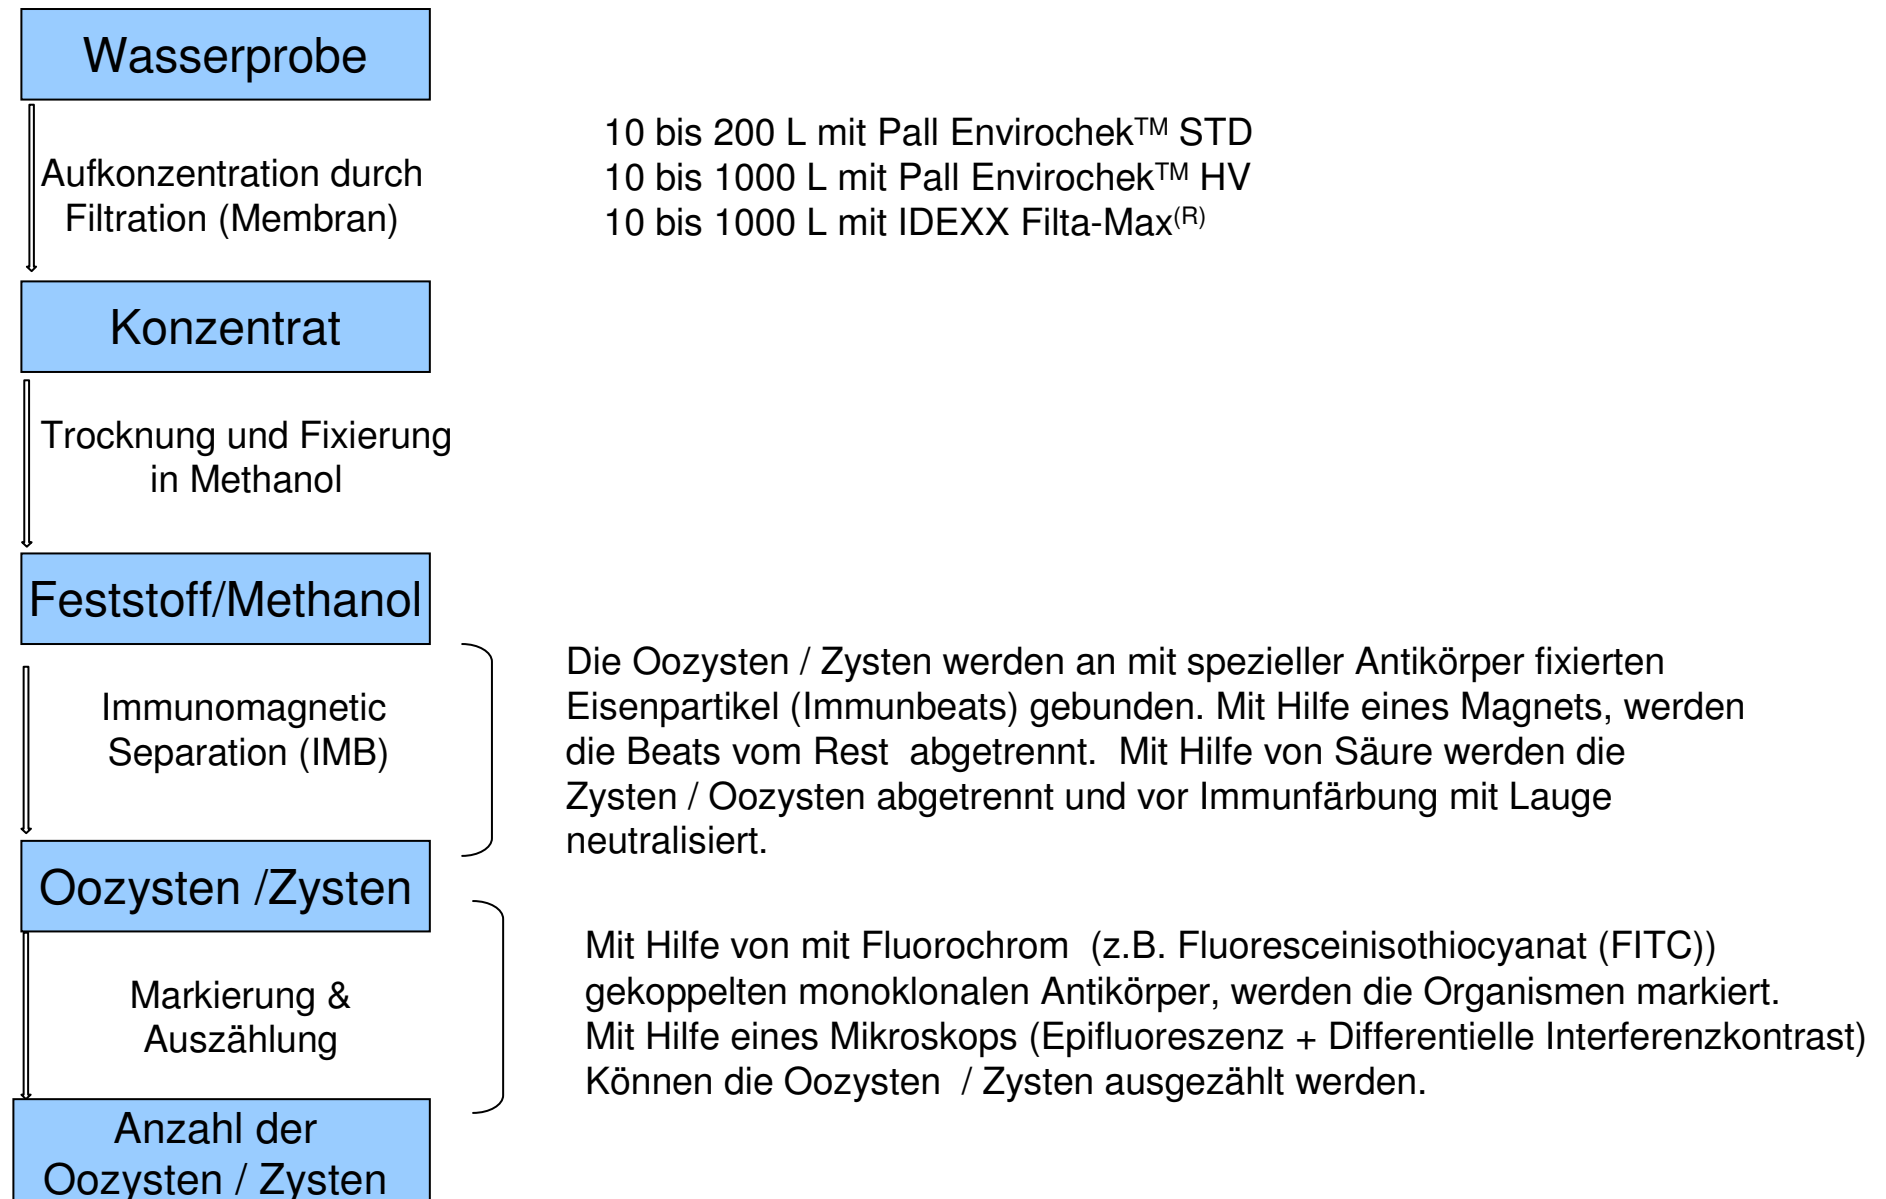 Wasserprobe
Aufkonzentration durch
Filtration (Membran)
10 bis 200 L mit Pall Envirochek™ STD
10 bis 1000 L mit Pall Envirochek™ HV
10 bis 1000 L mit IDEXX Filta-Max(R)
Konzentrat
Trocknung und Fixierung
in Methanol
Feststoff/Methanol
Immunomagnetic
Separation (IMB)
Die Oozysten / Zysten werden an mit spezieller Antikörper fixierten
Eisenpartikel (Immunbeats) gebunden. Mit Hilfe eines Magnets, werden
die Beats vom Rest  abgetrennt.  Mit Hilfe von Säure werden die
Zysten / Oozysten abgetrennt und vor Immunfärbung mit Lauge
neutralisiert.
Oozysten /Zysten
Markierung &
Auszählung
Mit Hilfe von mit Fluorochrom  (z.B. Fluoresceinisothiocyanat (FITC))
gekoppelten monoklonalen Antikörper, werden die Organismen markiert.
Mit Hilfe eines Mikroskops (Epifluoreszenz + Differentielle Interferenzkontrast)
Können die Oozysten  / Zysten ausgezählt werden.
Anzahl der
Oozysten / Zysten